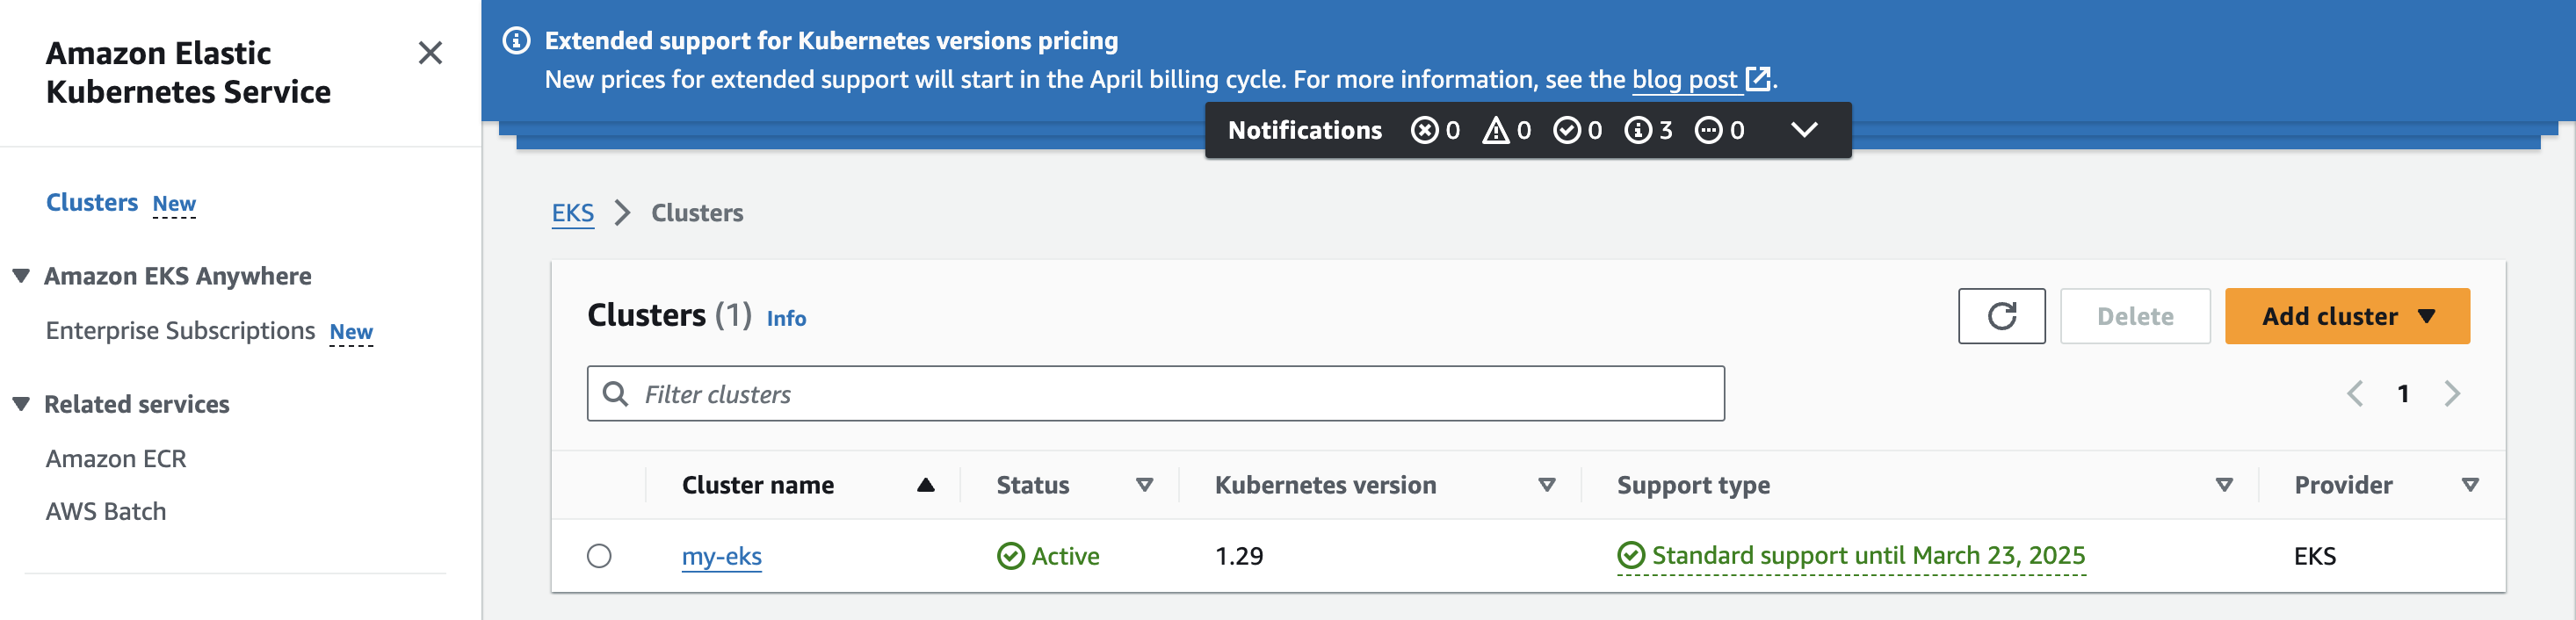 Amazon Elastic
Kubernetes Service
Clusters New
Amazon EKS Anywhere
Enterprise Subscriptions New
Related services
Amazon ECR
AWS Batch
Extended support for Kubernetes versions pricing
New prices for extended support will start in the April billing cycle. For more information, see the blog post.
Notifications 0 0 0 3 0
EKS Clusters
Clusters (1) Info
Delete
Add cluster
Filter clusters
1
Cluster name Status Kubernetes version Support type Provider
my-eks Active 1.29 Standard support until March 23, 2025 EKS